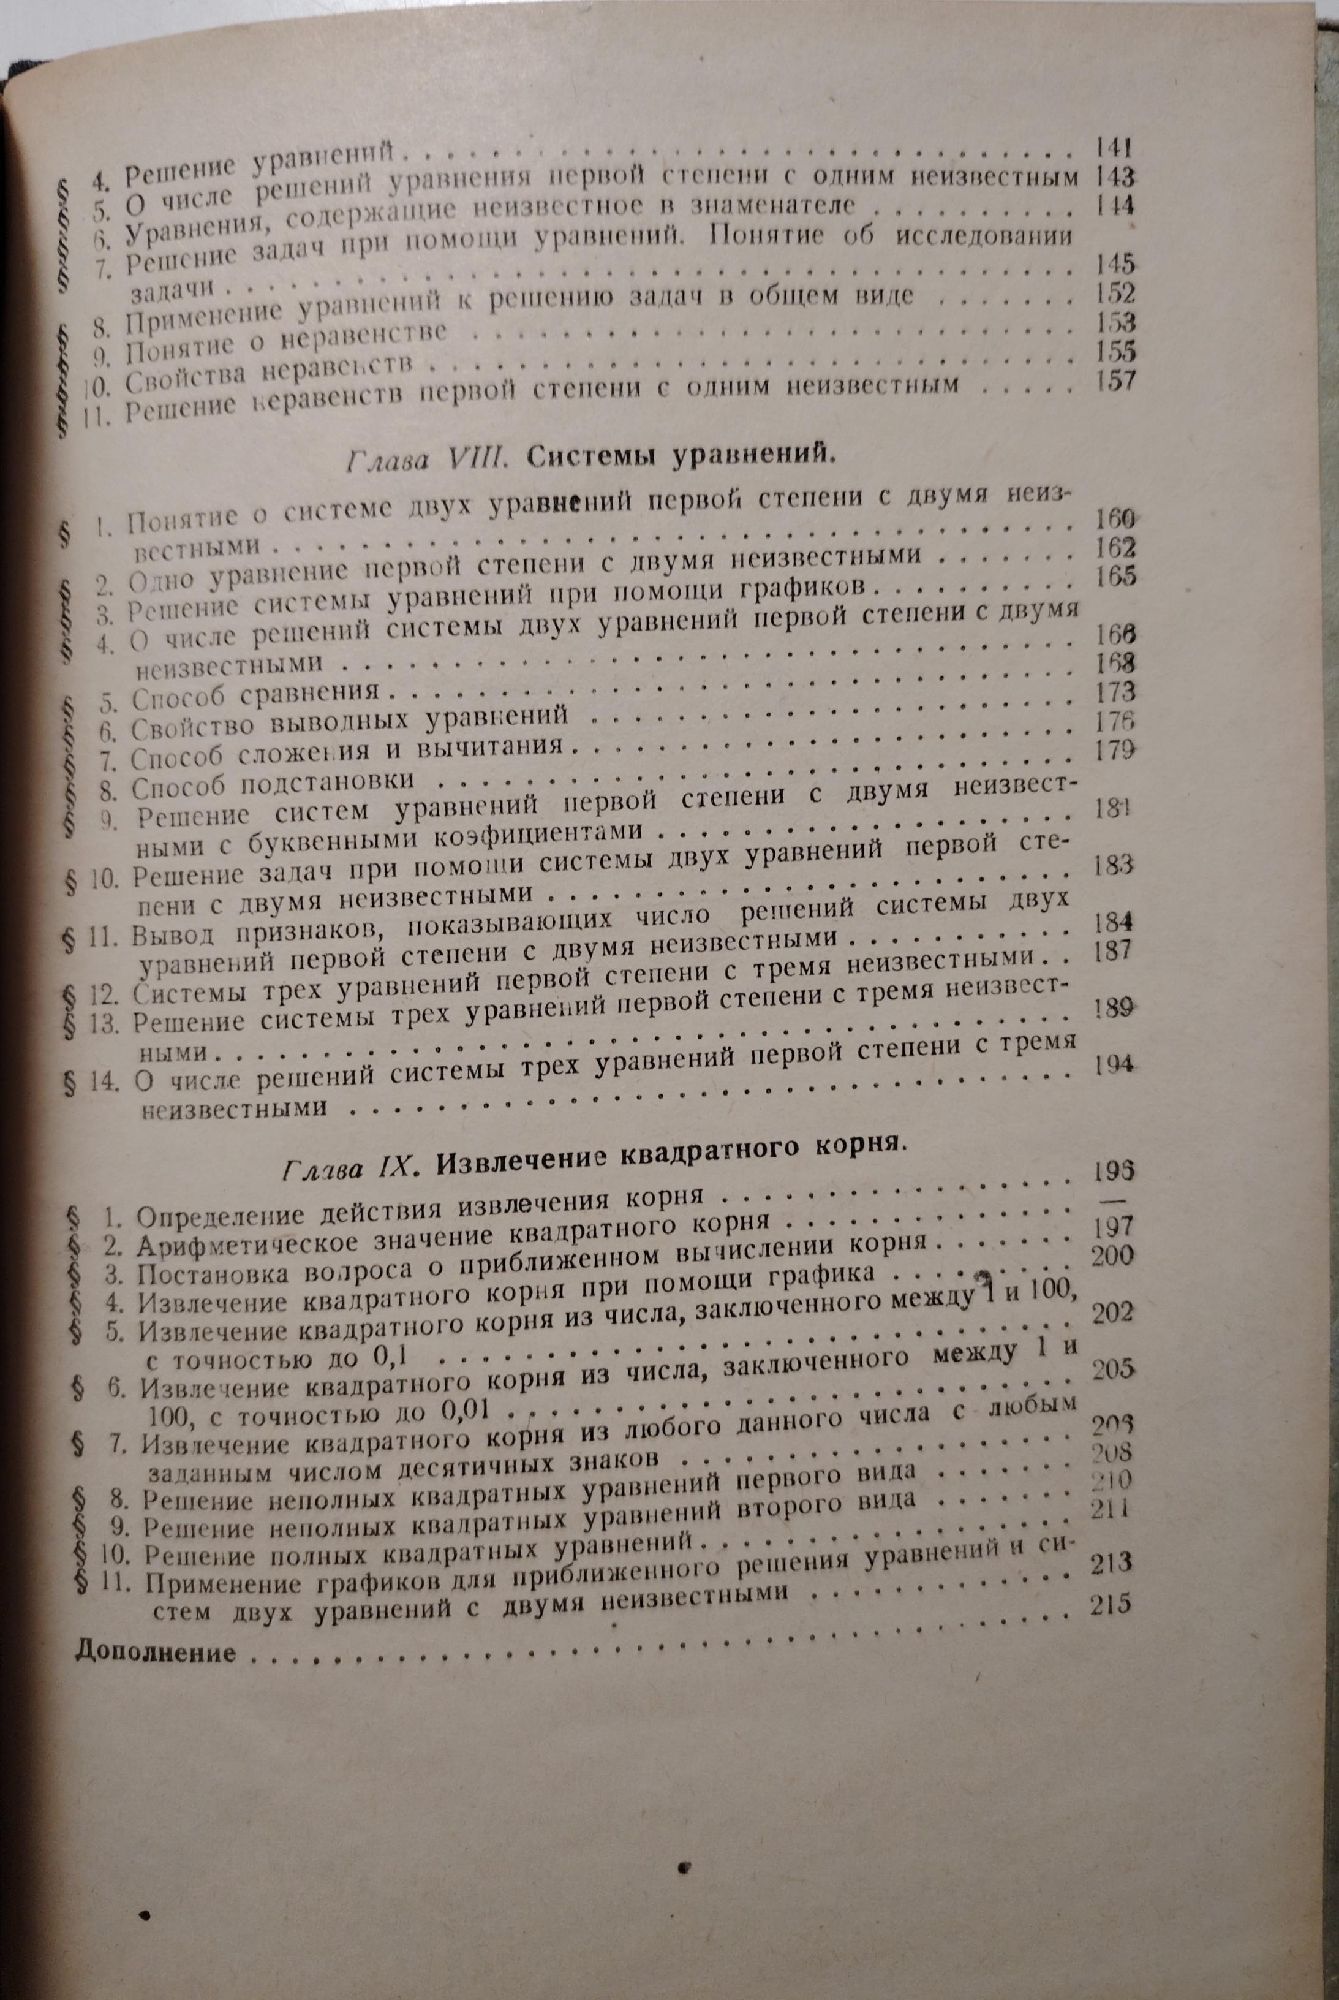 § 4. Решение уравнений . . . 141
§ 5. О числе решений уравнения первой степени с одним неизвестным 143
§ 6. Уравнения, содержащие неизвестное в знаменателе . . . 144
§ 7. Решение задач при помощи уравнений. Понятие об исследовании
задачи . . . 145
§ 8. Применение уравнений к решению задач в общем виде . . . 152
§ 9. Понятие о неравенстве . . . 153
§ 10. Свойства неравенств . . . 155
§ 11. Решение неравенств первой степени с одним неизвестным . . . 157
Глава VIII. Системы уравнений.
§ 1. Понятие о системе двух уравнений первой степени с двумя неиз-
вестными . . . 160
§ 2. Одно уравнение первой степени с двумя неизвестными . . . 162
§ 3. Решение системы уравнений при помощи графиков . . . 165
§ 4. О числе решений системы двух уравнений первой степени с двумя
неизвестными . . . 166
§ 5. Способ сравнения . . . 168
§ 6. Свойство выводных уравнений . . . 173
§ 7. Способ сложения и вычитания . . . 176
§ 8. Способ подстановки . . . 179
§ 9. Решение систем уравнений первой степени с двумя неизвест-
ными с буквенными коэфициентами . . . 181
§ 10. Решение задач при помощи системы двух уравнений первой сте-
пени с двумя неизвестными . . . 183
§ 11. Вывод признаков, показывающих число решений системы двух
уравнений первой степени с двумя неизвестными . . . 184
§ 12. Системы трех уравнений первой степени с тремя неизвестными . . 187
§ 13. Решение системы трех уравнений первой степени с тремя неизвест-
ными . . . 189
§ 14. О числе решений системы трех уравнений первой степени с тремя
неизвестными . . . 194
Глава IX. Извлечение квадратного корня.
§ 1. Определение действия извлечения корня . . . 196
§ 2. Арифметическое значение квадратного корня . . . —
§ 3. Постановка вопроса о приближенном вычислении корня . . . 197
§ 4. Извлечение квадратного корня при помощи графика . . . 200
§ 5. Извлечение квадратного корня из числа, заключенного между 1 и 100,
с точностью до 0,1 . . . 202
§ 6. Извлечение квадратного корня из числа, заключенного между 1 и
100, с точностью до 0,01 . . . 205
§ 7. Извлечение квадратного корня из любого данного числа с любым
заданным числом десятичных знаков . . .
§ 8. Решение неполных квадратных уравнений первого вида . . . 208
§ 9. Решение неполных квадратных уравнений второго вида . . . 210
§ 10. Решение полных квадратных уравнений . . . 211
§ 11. Применение графиков для приближенного решения уравнений и си-
стем двух уравнений с двумя неизвестными . . . 213
Дополнение . . . 215